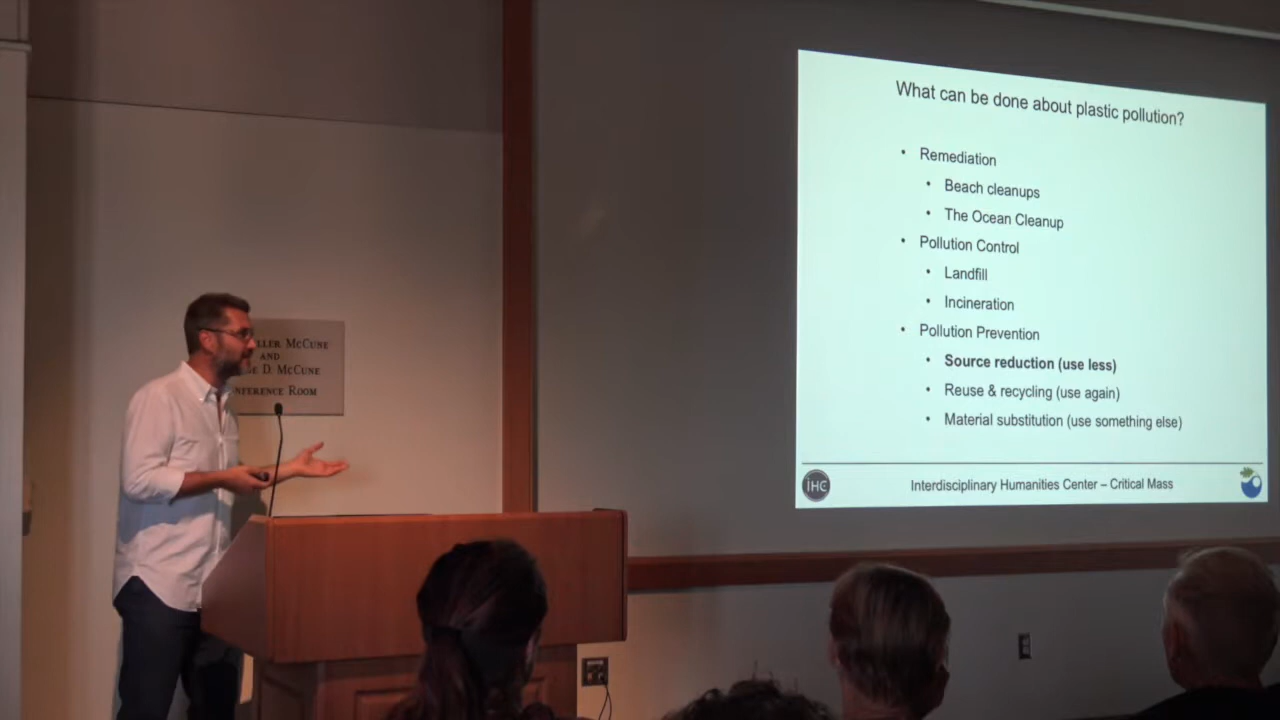 What can be done about plastic pollution?
• Remediation
• Beach cleanups
• The Ocean Cleanup
• Pollution Control
• Landfill
• Incineration
• Pollution Prevention
• Source reduction (use less)
• Reuse & recycling (use again)
• Material substitution (use something else)
IHC
Interdisciplinary Humanities Center – Critical Mass
McCune
and
D. McCune
Room